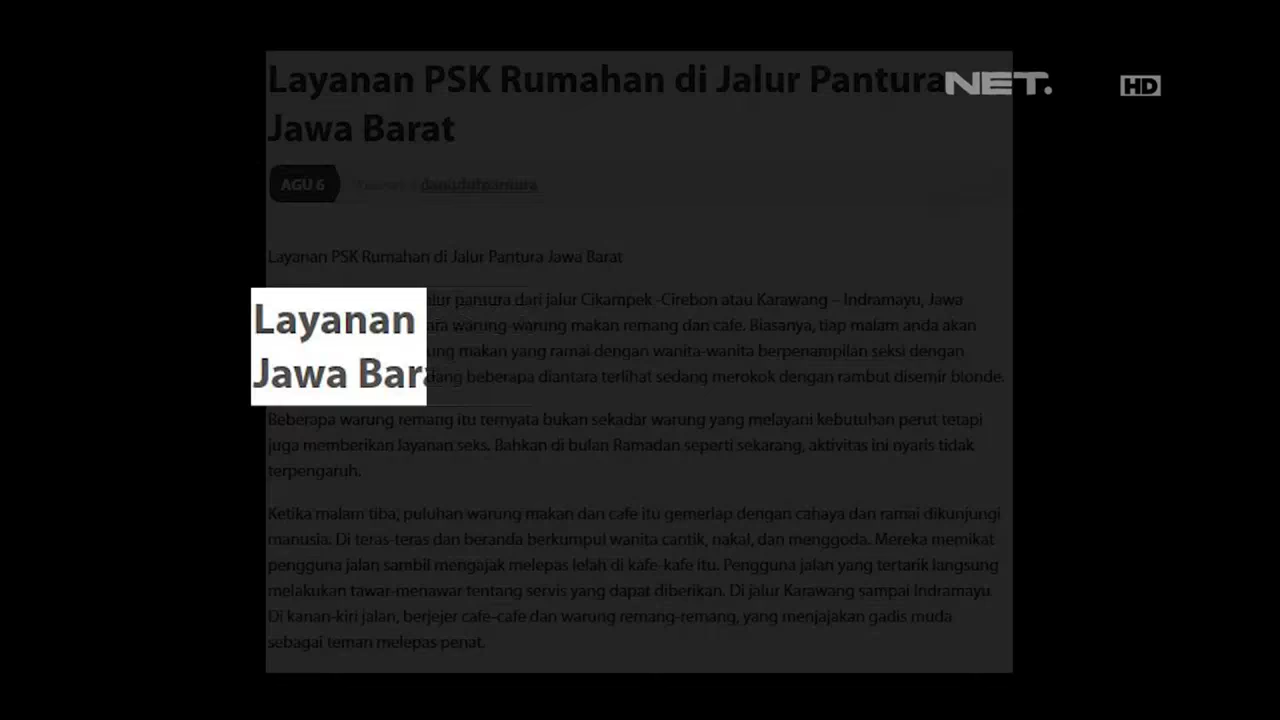 Layanan PSK Rumahan di Jalur Pantura
Jawa Barat
NET.
HD
AGU 6
Layanan PSK Rumahan di Jalur Pantura Jawa Barat
Layanan
Jawa Bara
lur pantura dari jalur Cikampek -Cirebon atau Karawang – Indramayu, Jawa
ara warung-warung makan remang dan cafe. Biasanya, tiap malam anda akan
ung makan yang ramai dengan wanita-wanita berpenampilan seksi dengan
dang beberapa diantara terlihat sedang merokok dengan rambut disemir blonde.
Beberapa warung remang itu ternyata bukan sekadar warung yang melayani kebutuhan perut tetapi
juga memberikan layanan seks. Bahkan di bulan Ramadan seperti sekarang, aktivitas ini nyaris tidak
terpengaruh.
Ketika malam tiba, puluhan warung makan dan cafe itu gemerlap dengan cahaya dan ramai dikunjungi
manusia. Di teras-teras dan beranda berkumpul wanita cantik, nakal, dan menggoda. Mereka memikat
pengguna jalan sambil mengajak melepas lelah di kafe-kafe itu. Pengguna jalan yang tertarik langsung
melakukan tawar-menawar tentang servis yang dapat diberikan. Di jalur Karawang sampai Indramayu
Di kanan-kiri jalan, berjejer cafe-cafe dan warung remang-remang, yang menjajakan gadis muda
sebagai teman melepas penat.